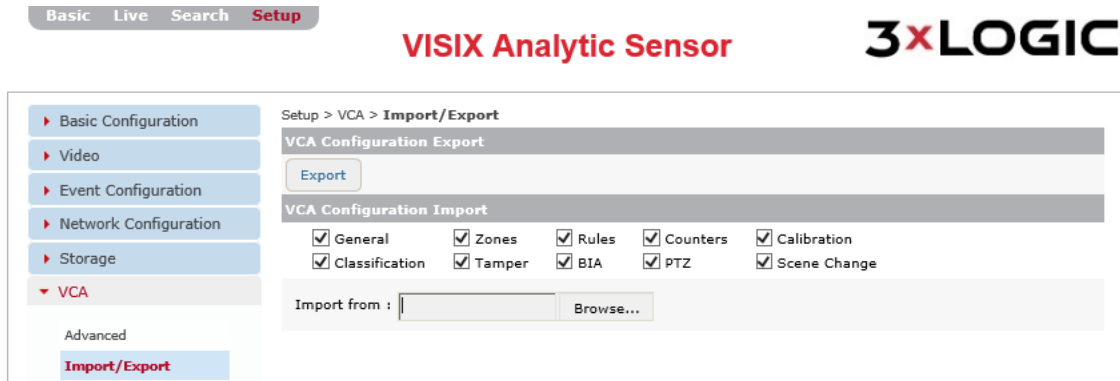 Basic Live Search Setup
VISIX Analytic Sensor
3xLOGIC
Basic Configuration
Video
Event Configuration
Network Configuration
Storage
VCA
Advanced
Import/Export
Setup > VCA > Import/Export
VCA Configuration Export
Export
VCA Configuration Import
General Zones Rules Counters Calibration
Classification Tamper BIA PTZ Scene Change
Import from : Browse...